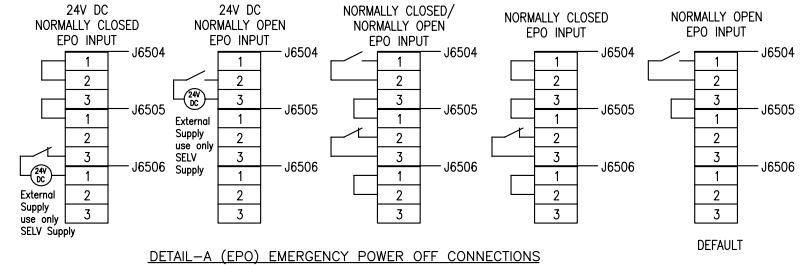 24V DC
NORMALLY CLOSED
EPO INPUT
J6504
1
2
3
J6505
1
2
3
J6506
1
2
3
24V
DC
External
Supply
use only
SELV Supply
24V DC
NORMALLY OPEN
EPO INPUT
J6504
1
2
3
J6505
1
2
3
J6506
1
2
3
24V
DC
External
Supply
use only
SELV
Supply
NORMALLY CLOSED/
NORMALLY OPEN
EPO INPUT
J6504
1
2
3
J6505
1
2
3
J6506
1
2
3
NORMALLY CLOSED
EPO INPUT
J6504
1
2
3
J6505
1
2
3
J6506
1
2
3
NORMALLY OPEN
EPO INPUT
J6504
1
2
3
J6505
1
2
3
J6506
1
2
3
DEFAULT
DETAIL-A (EPO) EMERGENCY POWER OFF CONNECTIONS